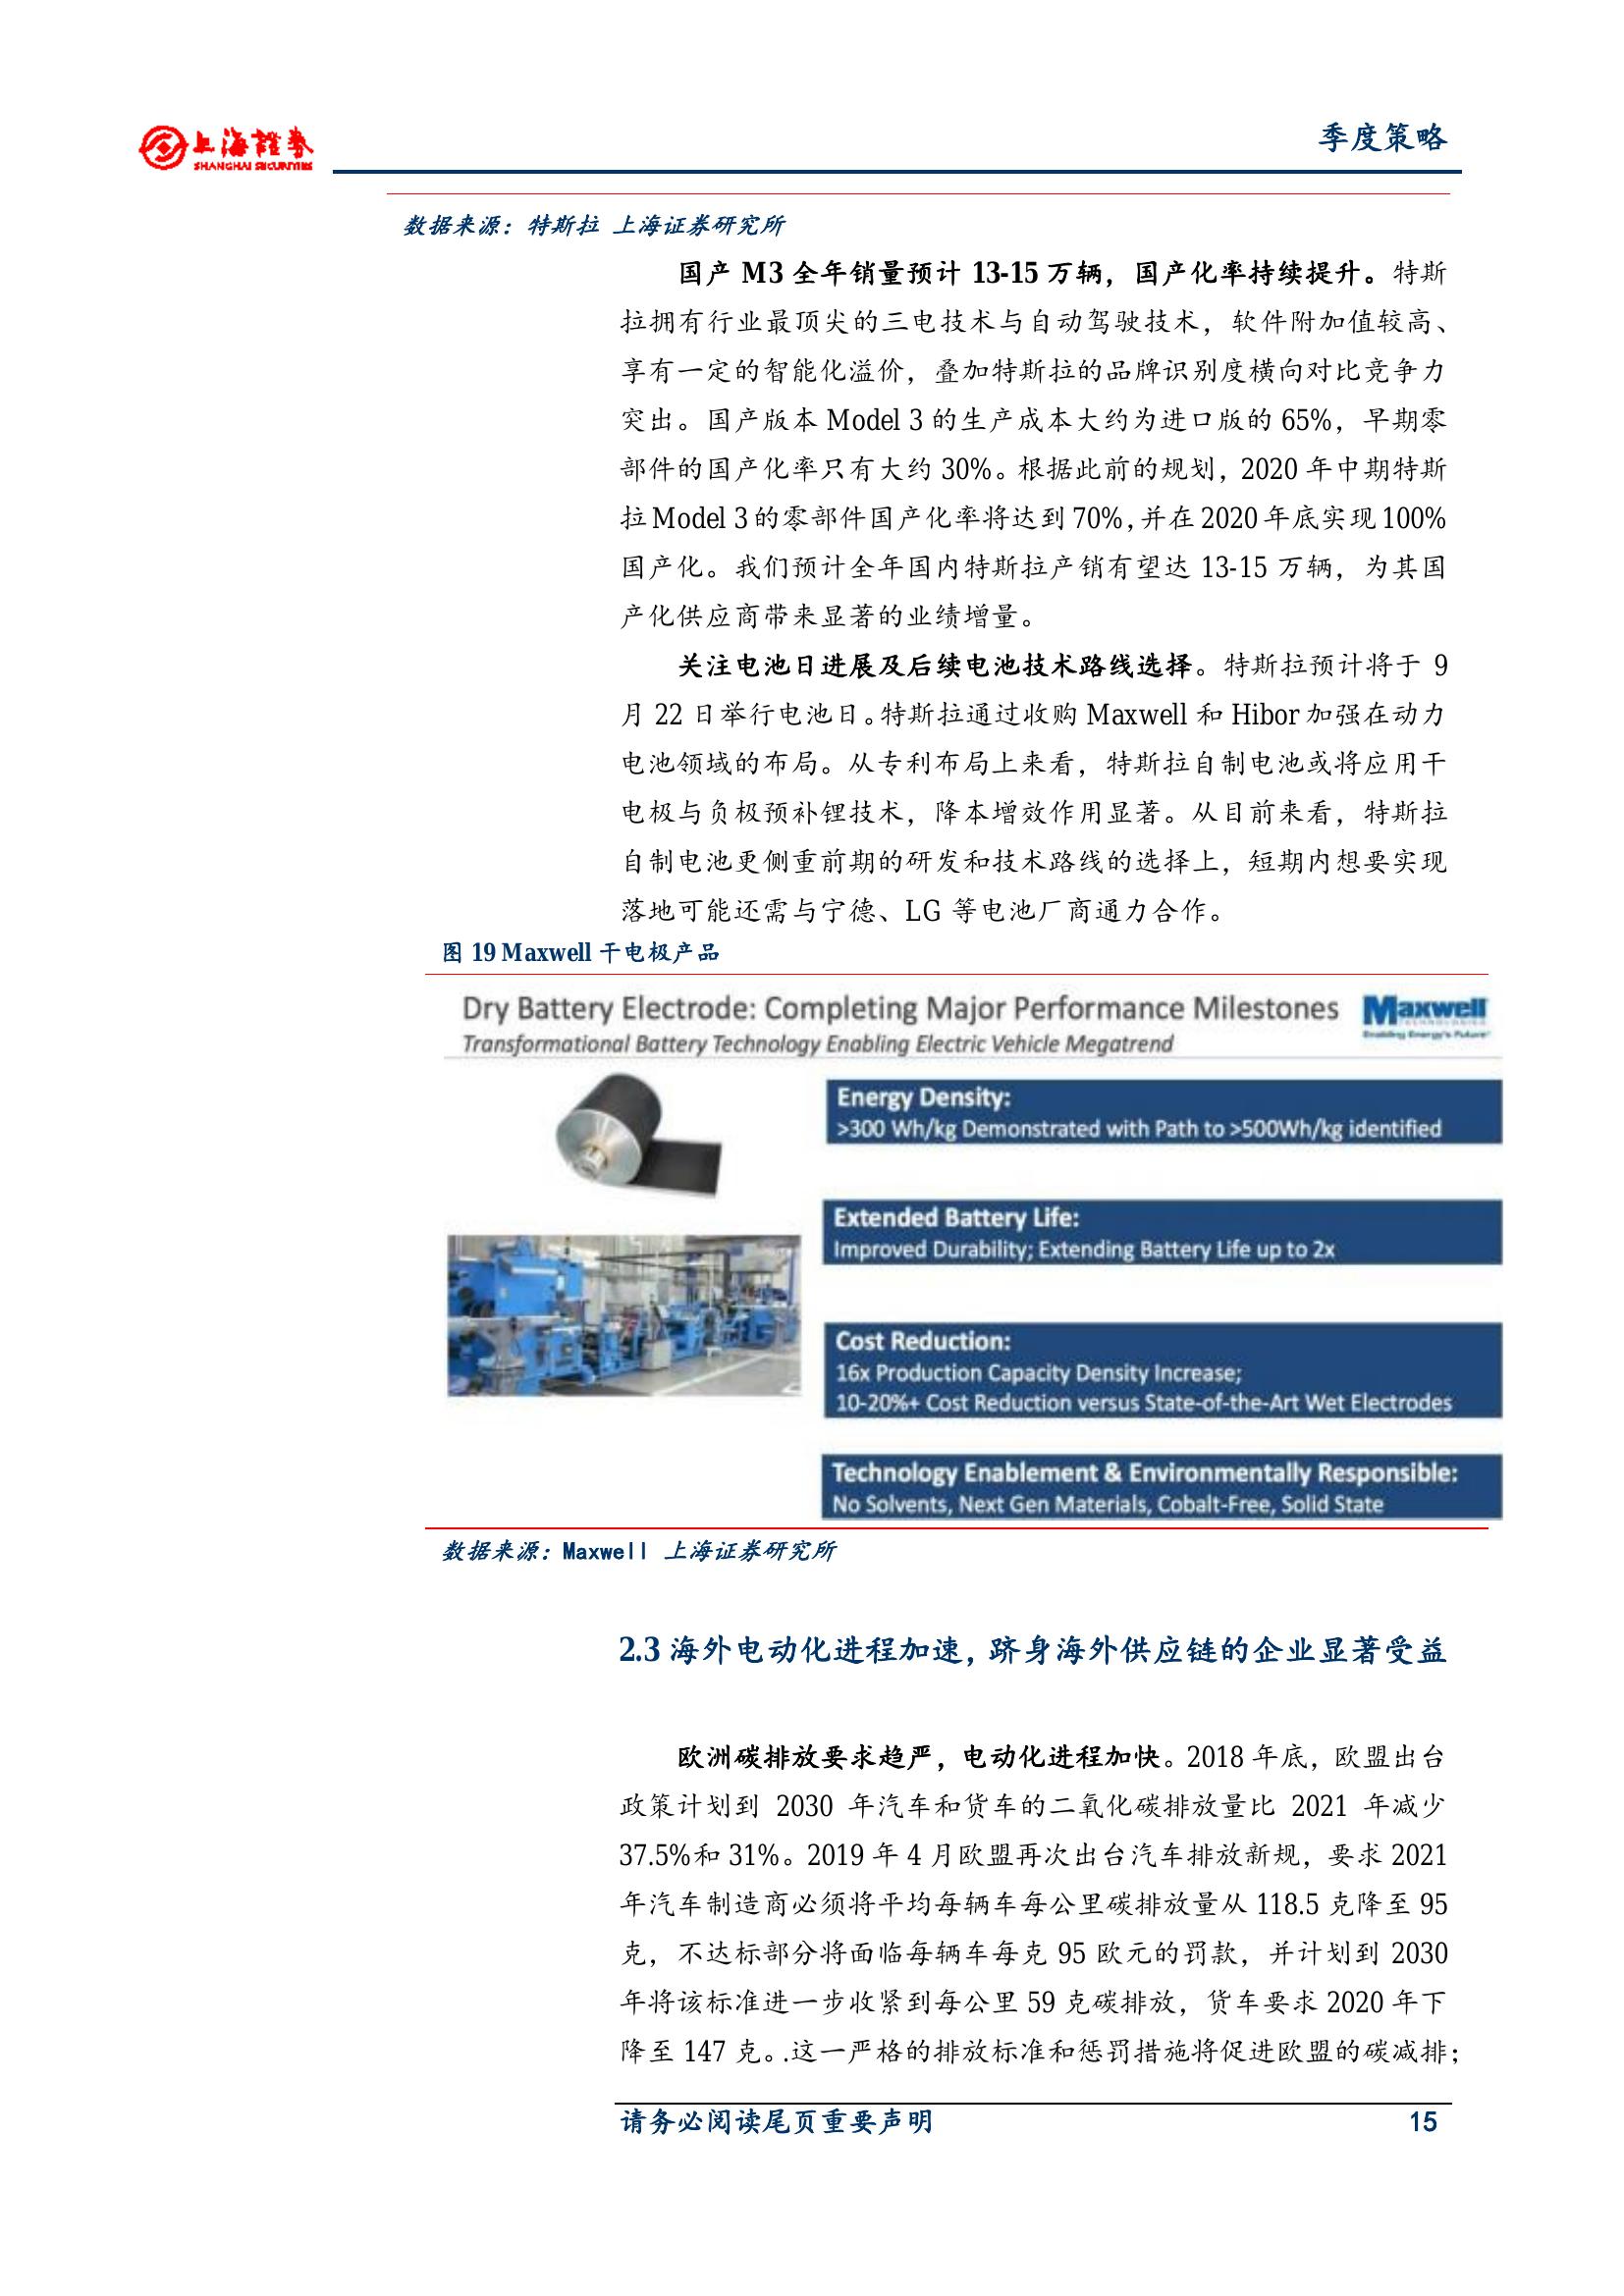 上海證券
SHANGHAI SECURITIES
季度策略
数据来源：特斯拉 上海证券研究所
国产 M3 全年销量预计 13-15 万辆，国产化率持续提升。特斯
拉拥有行业最顶尖的三电技术与自动驾驶技术，软件附加值较高、
享有一定的智能化溢价，叠加特斯拉的品牌识别度横向对比竞争力
突出。国产版本 Model 3 的生产成本大约为进口版的 65%，早期零
部件的国产化率只有大约 30%。根据此前的规划，2020 年中期特斯
拉 Model 3 的零部件国产化率将达到 70%，并在 2020 年底实现 100%
国产化。我们预计全年国内特斯拉产销有望达 13-15 万辆，为其国
产化供应商带来显著的业绩增量。
关注电池日进展及后续电池技术路线选择。特斯拉预计将于 9
月 22 日举行电池日。特斯拉通过收购 Maxwell 和 Hibor 加强在动力
电池领域的布局。从专利布局上来看，特斯拉自制电池或将应用干
电极与负极预补锂技术，降本增效作用显著。从目前来看，特斯拉
自制电池更侧重前期的研发和技术路线的选择上，短期内想要实现
落地可能还需与宁德、LG 等电池厂商通力合作。
图 19 Maxwell 干电极产品
Dry Battery Electrode: Completing Major Performance Milestones
Maxwell
TECHNOLOGIES
Enabling Energy's Future
Transformational Battery Technology Enabling Electric Vehicle Megatrend
Energy Density:
>300 Wh/kg Demonstrated with Path to >500Wh/kg identified
Extended Battery Life:
Improved Durability; Extending Battery Life up to 2x
Cost Reduction:
16x Production Capacity Density Increase;
10-20%+ Cost Reduction versus State-of-the-Art Wet Electrodes
Technology Enablement & Environmentally Responsible:
No Solvents, Next Gen Materials, Cobalt-Free, Solid State
数据来源：Maxwell 上海证券研究所
2.3 海外电动化进程加速，跻身海外供应链的企业显著受益
欧洲碳排放要求趋严，电动化进程加快。2018 年底，欧盟出台
政策计划到 2030 年汽车和货车的二氧化碳排放量比 2021 年减少
37.5%和 31%。2019 年 4 月欧盟再次出台汽车排放新规，要求 2021
年汽车制造商必须将平均每辆车每公里碳排放量从 118.5 克降至 95
克，不达标部分将面临每辆车每克 95 欧元的罚款，并计划到 2030
年将该标准进一步收紧到每公里 59 克碳排放，货车要求 2020 年下
降至 147 克。.这一严格的排放标准和惩罚措施将促进欧盟的碳减排；
请务必阅读尾页重要声明
15